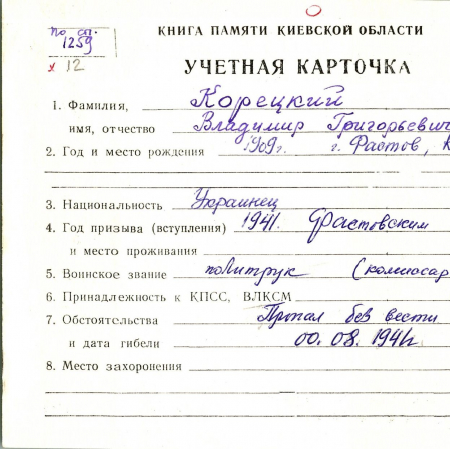 по сп.
1259
х 12
КНИГА ПАМЯТИ КИЕВСКОЙ ОБЛАСТИ
УЧЕТНАЯ КАРТОЧКА
1. Фамилия, Корецкий
имя, отчество Владимир Григорьевич
2. Год и место рождения 1909г. г. Фастов, К
3. Национальность Украинец
4. Год призыва (вступления) 1941. Фастовским
и место проживания
5. Воинское звание политрук (комиссар
6. Принадлежность к КПСС, ВЛКСМ
7. Обстоятельства Пропал без вести
и дата гибели 00.08.1941г.
8. Место захоронения